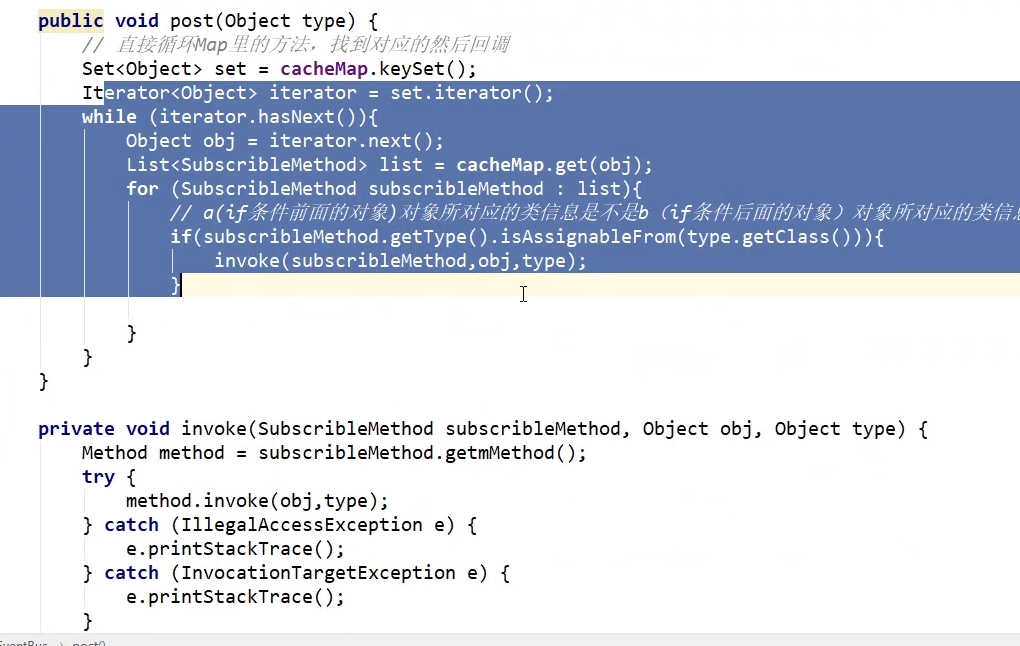 public void post(Object type) {
// 直接循环Map里的方法，找到对应的然后回调
Set<Object> set = cacheMap.keySet();
Iterator<Object> iterator = set.iterator();
while (iterator.hasNext()){
Object obj = iterator.next();
List<SubscribleMethod> list = cacheMap.get(obj);
for (SubscribleMethod subscribleMethod : list){
// a(if条件前面的对象)对象所对应的类信息是不是b（if条件后面的对象）对象所对应的类信息
if(subscribleMethod.getType().isAssignableFrom(type.getClass())){
invoke(subscribleMethod,obj,type);
}
}
}
}
private void invoke(SubscribleMethod subscribleMethod, Object obj, Object type) {
Method method = subscribleMethod.getmMethod();
try {
method.invoke(obj,type);
} catch (IllegalAccessException e) {
e.printStackTrace();
} catch (InvocationTargetException e) {
e.printStackTrace();
}